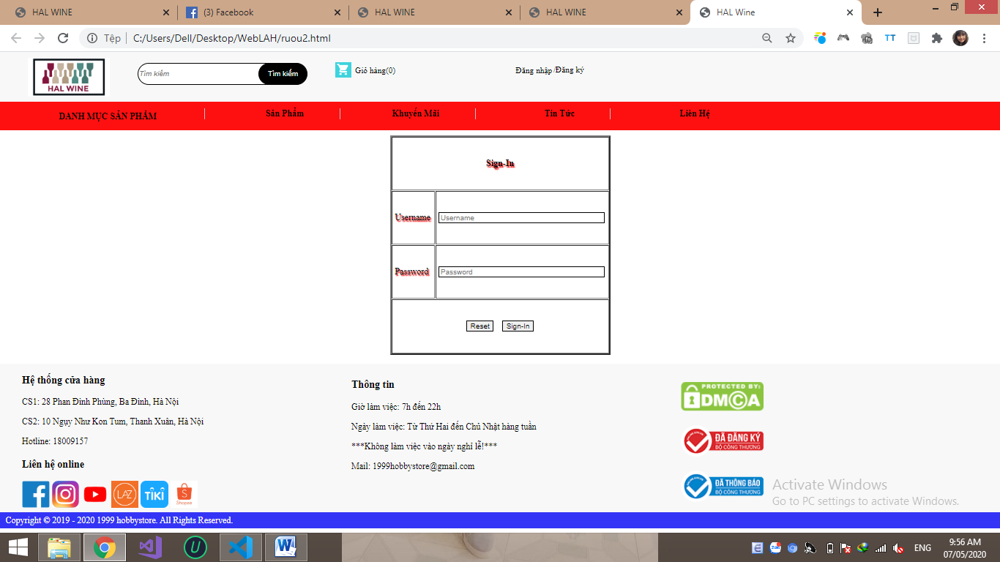 HAL WINE
(3) Facebook
HAL WINE
HAL WINE
HAL Wine
Tệp
C:/Users/Dell/Desktop/WebLAH/ruou2.html
HAL WINE
Tìm kiếm
Tìm kiếm
Giỏ hàng(0)
Đăng nhập /Đăng ký
DANH MỤC SẢN PHẨM
Sản Phẩm
Khuyến Mãi
Tin Tức
Liên Hệ
Sign-In
Username
Username
Password
Password
Reset
Sign-In
Hệ thống cửa hàng
CS1: 28 Phan Đình Phùng, Ba Đình, Hà Nội
CS2: 10 Ngụy Như Kon Tum, Thanh Xuân, Hà Nội
Hotline: 18009157
Liên hệ online
LAZ
TIKI
Shopee
Thông tin
Giờ làm việc: 7h đến 22h
Ngày làm việc: Từ Thứ Hai đến Chủ Nhật hàng tuần
***Không làm việc vào ngày nghỉ lễ!***
Mail: 1999hobbystore@gmail.com
PROTECTED BY:
DMCA
ĐÃ ĐĂNG KÝ
BỘ CÔNG THƯƠNG
ĐÃ THÔNG BÁO
BỘ CÔNG THƯƠNG
Activate Windows
Go to PC settings to activate Windows.
Copyright © 2019 - 2020 1999 hobbystore. All Rights Reserved.
ENG
9:56 AM
07/05/2020